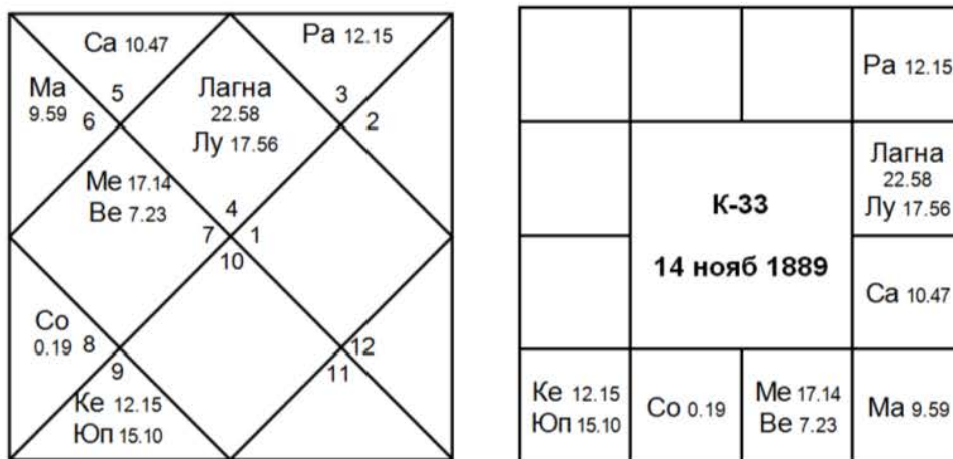 Са 10.47
Ра 12.15
Ма
9.59
5
6
Лагна
22.58
Лу 17.56
3
2
Ме 17.14
Ве 7.23
4
7 1
10
Со
0.19
8
9
12
11
Ке 12.15
Юп 15.10
Ра 12.15
Лагна
22.58
Лу 17.56
К-33
14 нояб 1889
Са 10.47
Ке 12.15
Юп 15.10
Со 0.19
Ме 17.14
Ве 7.23
Ма 9.59